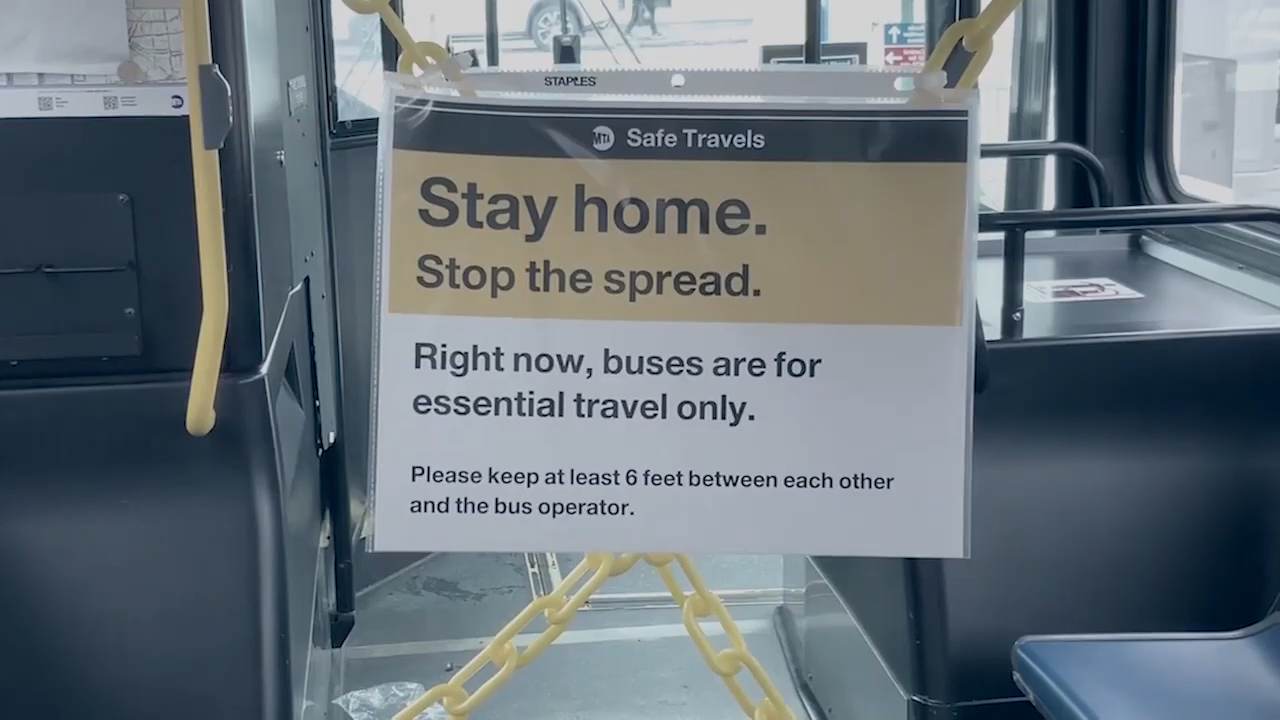 STAPLES
MTA Safe Travels
Stay home.
Stop the spread.
Right now, buses are for
essential travel only.
Please keep at least 6 feet between each other
and the bus operator.